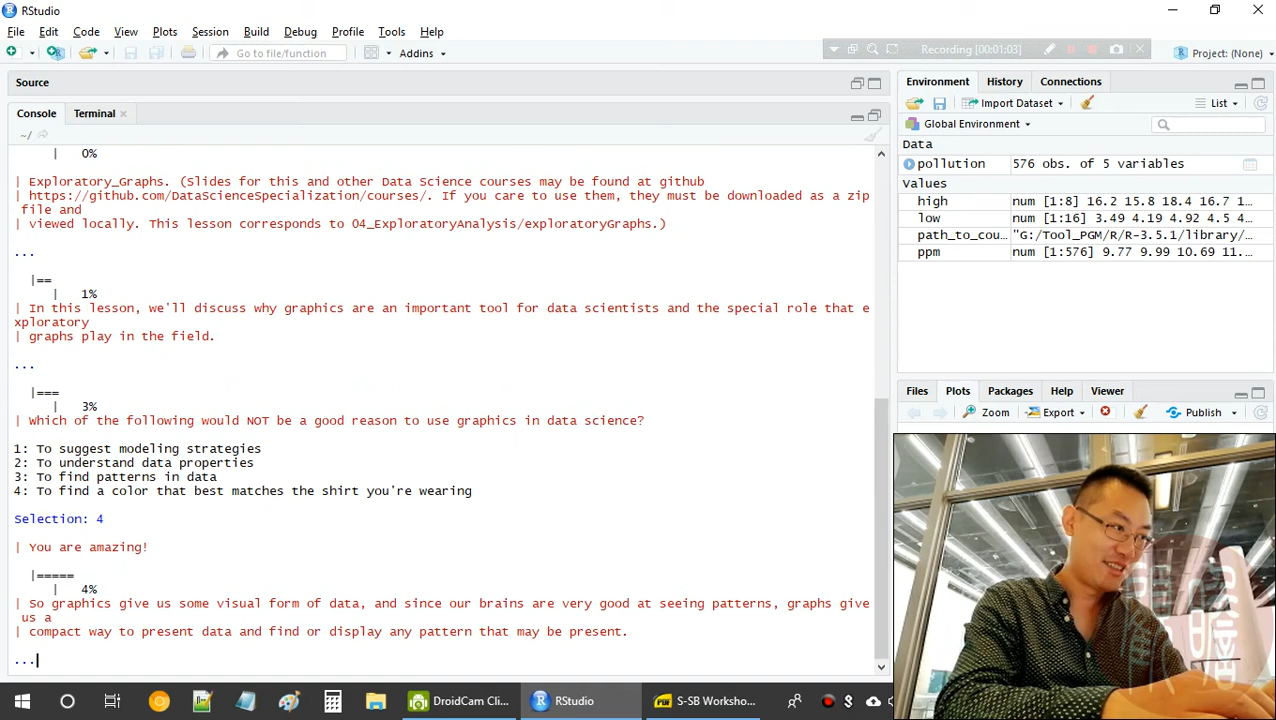 RStudio
File Edit Code View Plots Session Build Debug Profile Tools Help
Go to file/function Addins Recording [00:01:03] Project: (None)
Source
Console Terminal
~/
| 0%
| Exploratory_Graphs. (Slides for this and other Data Science courses may be found at github
| https://github.com/DataScienceSpecialization/courses/. If you care to use them, they must be downloaded as a zip
file and
| viewed locally. This lesson corresponds to 04_ExploratoryAnalysis/exploratoryGraphs.)
...
|==
| 1%
| In this lesson, we'll discuss why graphics are an important tool for data scientists and the special role that e
xploratory
| graphs play in the field.
...
|===
| 3%
| Which of the following would NOT be a good reason to use graphics in data science?
1: To suggest modeling strategies
2: To understand data properties
3: To find patterns in data
4: To find a color that best matches the shirt you're wearing
Selection: 4
| You are amazing!
|=====
| 4%
| So graphics give us some visual form of data, and since our brains are very good at seeing patterns, graphs give
us a
| compact way to present data and find or display any pattern that may be present.
...
Environment History Connections
Import Dataset List
Global Environment
Data
pollution 576 obs. of 5 variables
Values
high num [1:8] 16.2 15.8 18.4 16.7 1…
low num [1:16] 3.49 4.19 4.92 4.5 4…
path_to_cou… "G:/Tool_PGM/R/R-3.5.1/library/…
ppm num [1:576] 9.77 9.99 10.69 11.…
Files Plots Packages Help Viewer
Zoom Export Publish
DroidCam Cli... RStudio S-SB Worksho...